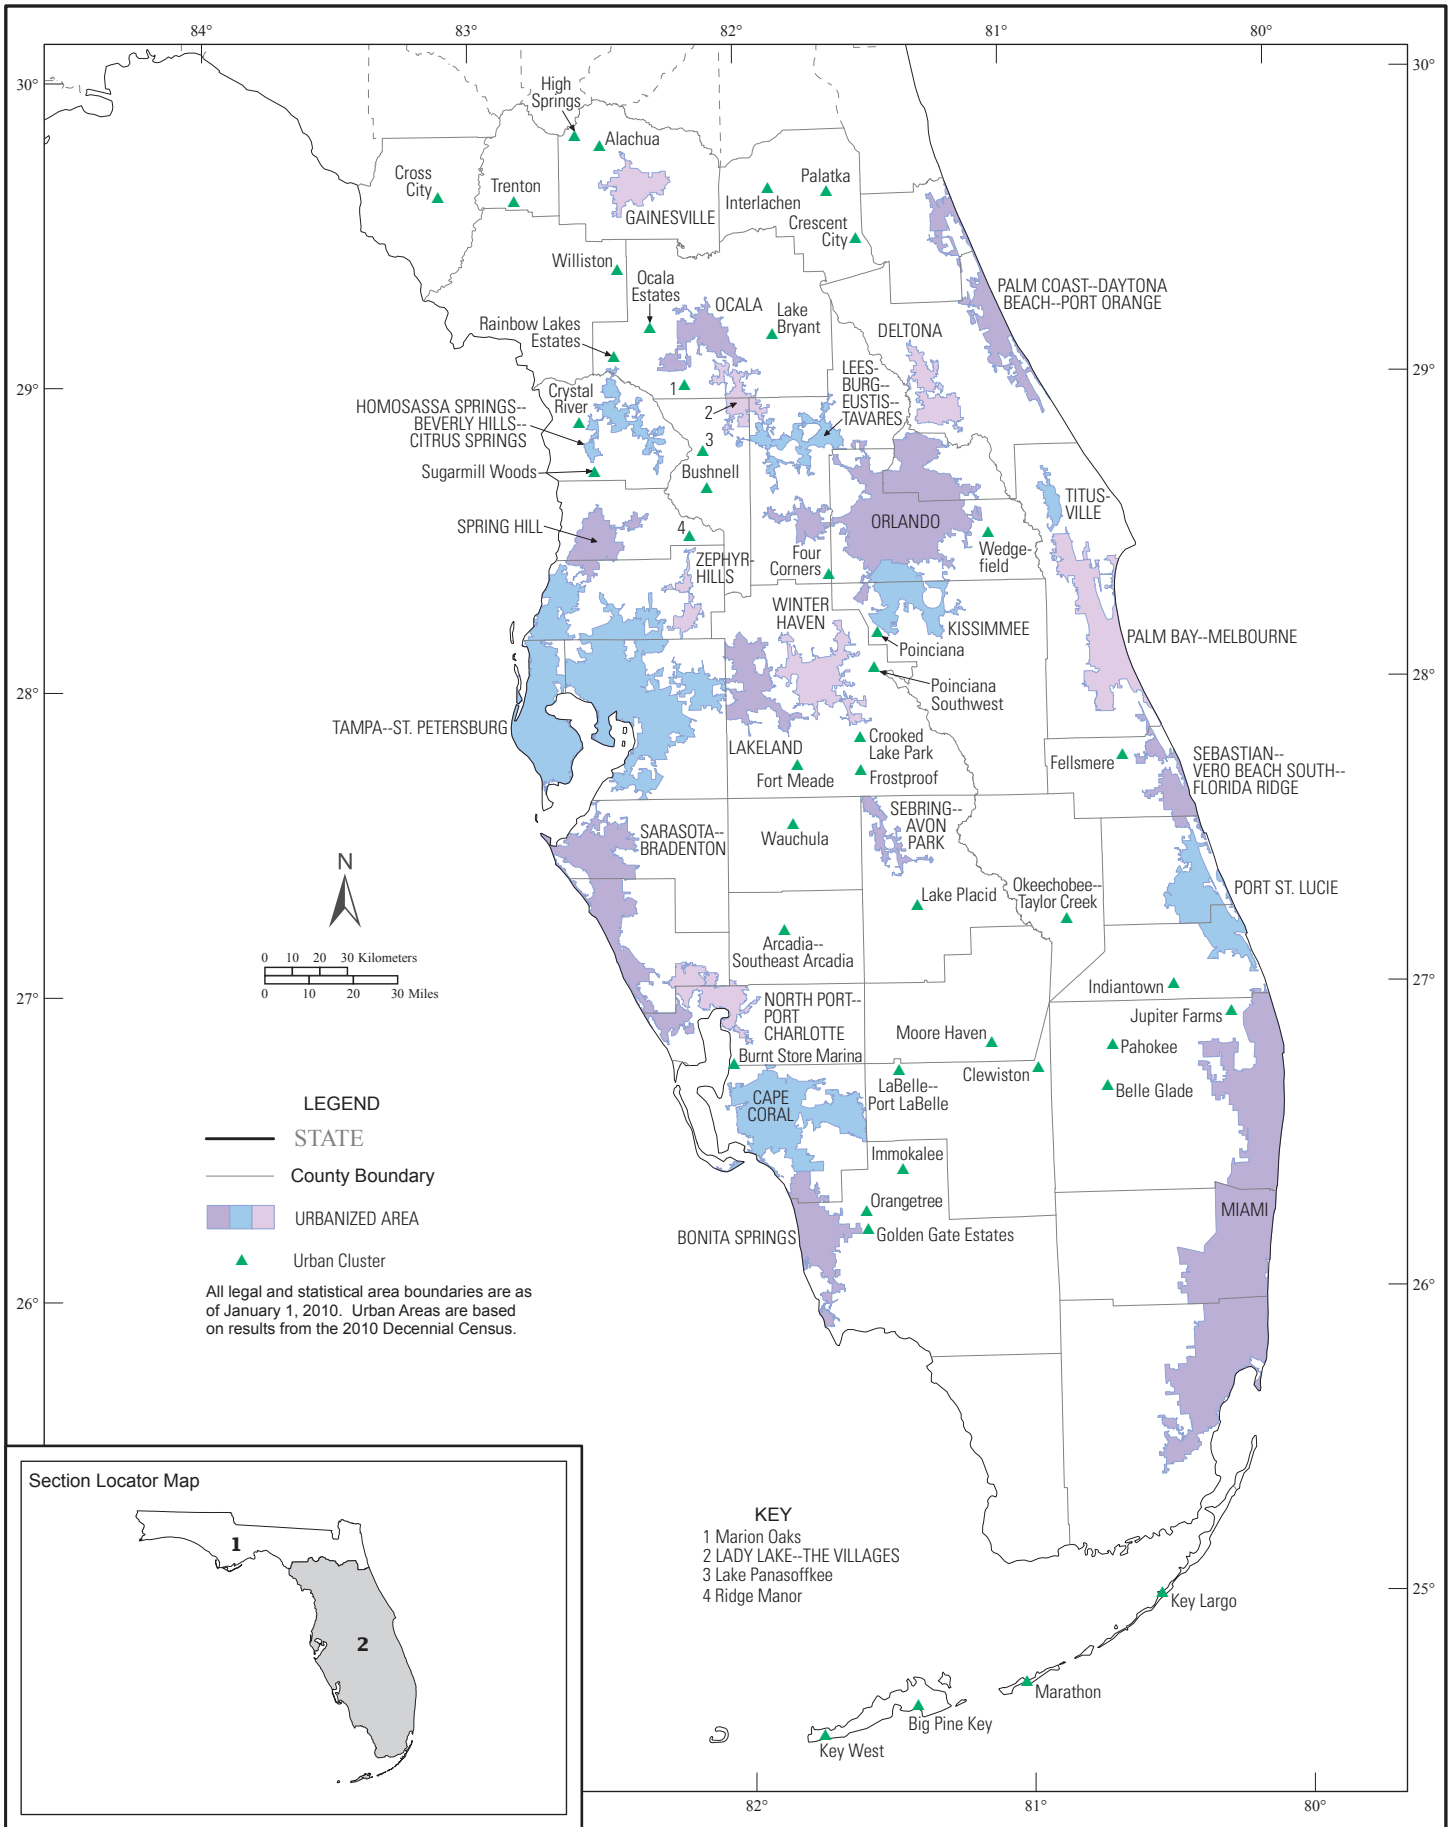 84°
83°
82°
81°
80°
30°
30°
High
Springs
Alachua
Cross
City
Trenton
Palatka
Interlachen
GAINESVILLE
Crescent
City
Williston
Ocala
Estates
OCALA
Lake
Bryant
PALM COAST--DAYTONA
BEACH--PORT ORANGE
Rainbow Lakes
Estates
DELTONA
29°
29°
LEES-
BURG--
EUSTIS--
TAVARES
1
2
3
Crystal
River
HOMOSASSA SPRINGS--
BEVERLY HILLS--
CITRUS SPRINGS
Sugarmill Woods
Bushnell
TITUS-
VILLE
SPRING HILL
4
ORLANDO
ZEPHYR-
HILLS
Four
Corners
Wedge-
field
WINTER
HAVEN
KISSIMMEE
PALM BAY--MELBOURNE
Poinciana
28°
28°
Poinciana
Southwest
TAMPA--ST. PETERSBURG
LAKELAND
Crooked
Lake Park
Fort Meade
Frostproof
Fellsmere
SEBASTIAN--
VERO BEACH SOUTH--
FLORIDA RIDGE
SARASOTA--
BRADENTON
Wauchula
SEBRING--
AVON
PARK
N
Lake Placid
Okeechobee--
Taylor Creek
PORT ST. LUCIE
Arcadia--
Southeast Arcadia
0 10 20 30 Kilometers
0 10 20 30 Miles
27°
27°
Indiantown
NORTH PORT--
PORT
CHARLOTTE
Jupiter Farms
Moore Haven
Pahokee
Burnt Store Marina
Clewiston
Belle Glade
LaBelle--
Port LaBelle
CAPE
CORAL
Immokalee
Orangetree
Golden Gate Estates
BONITA SPRINGS
MIAMI
26°
26°
LEGEND
STATE
County Boundary
URBANIZED AREA
Urban Cluster
All legal and statistical area boundaries are as
of January 1, 2010. Urban Areas are based
on results from the 2010 Decennial Census.
Section Locator Map
1
2
KEY
1 Marion Oaks
2 LADY LAKE--THE VILLAGES
3 Lake Panasoffkee
4 Ridge Manor
25°
Key Largo
Marathon
Big Pine Key
Key West
82°
81°
80°